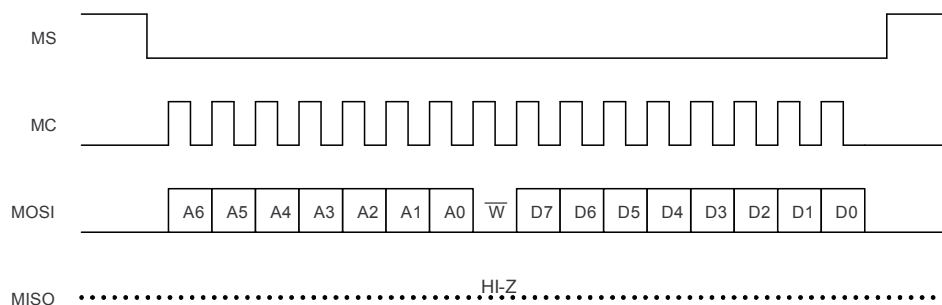 MS
MC
MOSI
A6 A5 A4 A3 A2 A1 A0 W̅ D7 D6 D5 D4 D3 D2 D1 D0
HI-Z
MISO